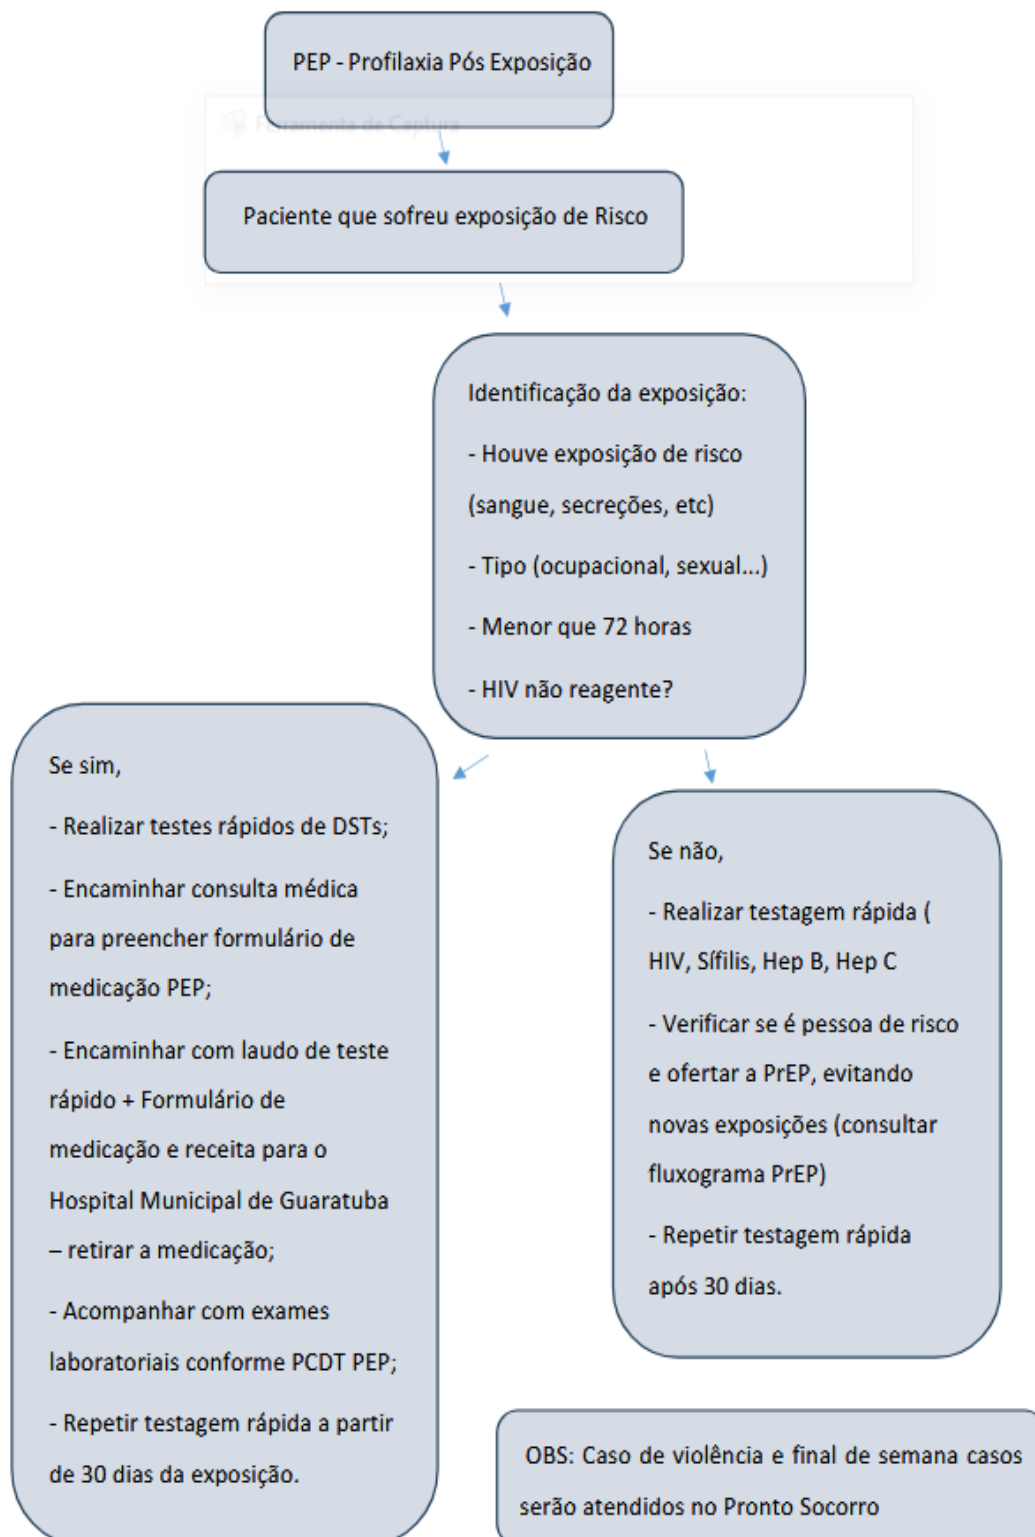 PEP - Profilaxia Pós Exposição
Ferramenta de Captura
Paciente que sofreu exposição de Risco
Identificação da exposição:
- Houve exposição de risco
(sangue, secreções, etc)
- Tipo (ocupacional, sexual...)
- Menor que 72 horas
- HIV não reagente?
Se sim,
- Realizar testes rápidos de DSTs;
- Encaminhar consulta médica
para preencher formulário de
medicação PEP;
- Encaminhar com laudo de teste
rápido + Formulário de
medicação e receita para o
Hospital Municipal de Guaratuba
– retirar a medicação;
- Acompanhar com exames
laboratoriais conforme PCDT PEP;
- Repetir testagem rápida a partir
de 30 dias da exposição.
Se não,
- Realizar testagem rápida (
HIV, Sífilis, Hep B, Hep C
- Verificar se é pessoa de risco
e ofertar a PrEP, evitando
novas exposições (consultar
fluxograma PrEP)
- Repetir testagem rápida
após 30 dias.
OBS: Caso de violência e final de semana casos
serão atendidos no Pronto Socorro